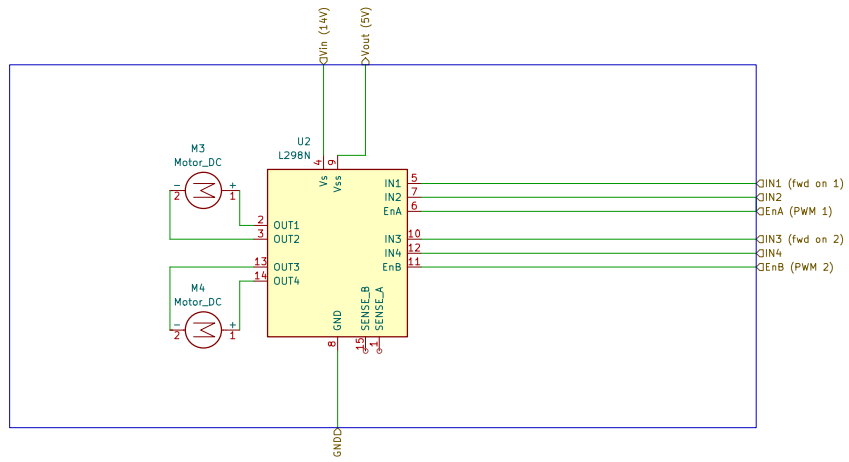 Vin (14V)
Vout (5V)
U2
L298N
M3
Motor_DC
4
9
Vs
Vss
− +
2 1
IN1 5 IN1 (fwd on 1)
IN2 7 IN2
EnA 6 EnA (PWM 1)
2 OUT1
3 OUT2
IN3 10 IN3 (fwd on 2)
IN4 12 IN4
EnB 11 EnB (PWM 2)
13 OUT3
14 OUT4
M4
Motor_DC
− +
2 1
GND
SENSE_B
SENSE_A
8
15
1
GNDD